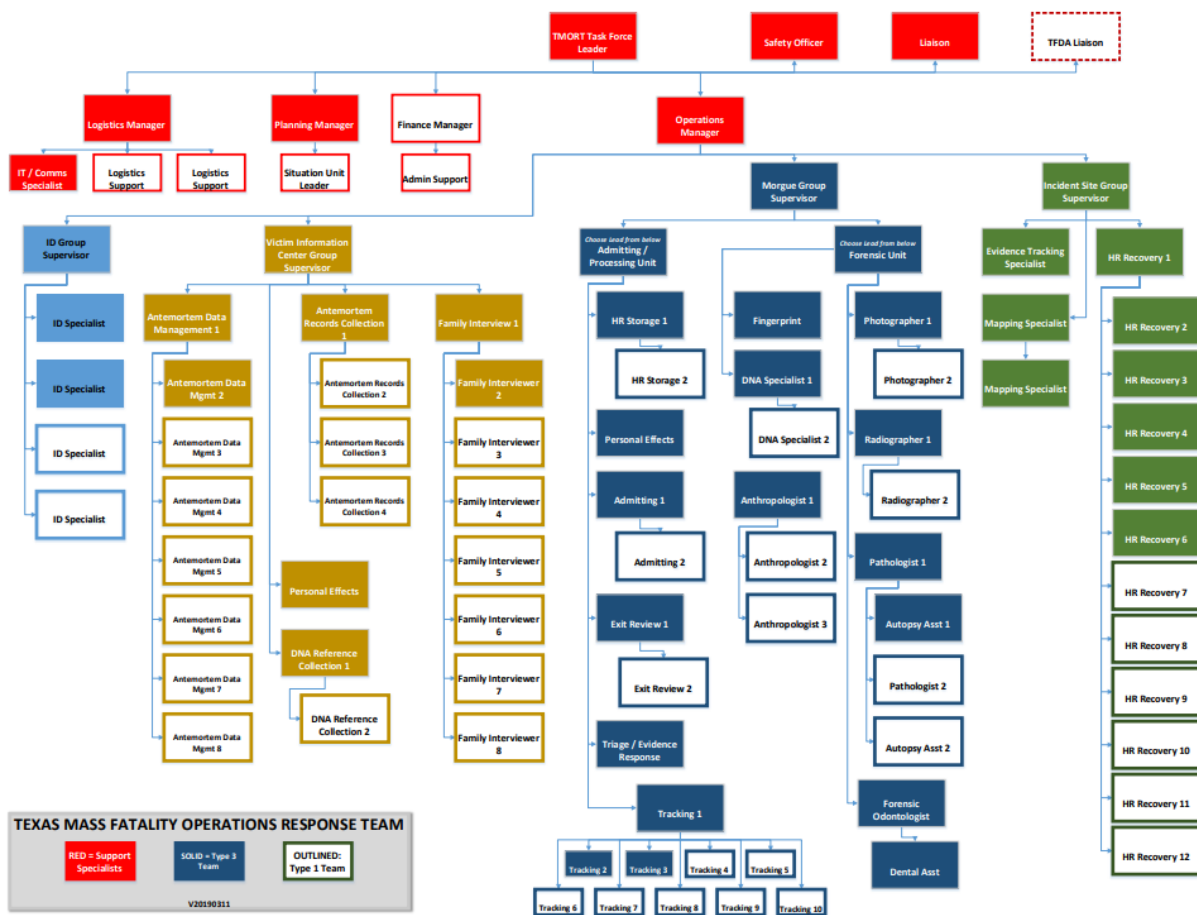 TMORT Task Force
Leader
Safety Officer
Liaison
TFDA Liaison
Logistics Manager
Planning Manager
Finance Manager
Operations
Manager
IT / Comms
Specialist
Logistics
Support
Logistics
Support
Situation Unit
Leader
Admin Support
Morgue Group
Supervisor
Incident Site Group
Supervisor
ID Group
Supervisor
Victim Information
Center Group
Supervisor
Choose Lead from below
Admitting /
Processing Unit
Choose Lead from below
Forensic Unit
Evidence Tracking
Specialist
HR Recovery 1
ID Specialist
ID Specialist
ID Specialist
ID Specialist
Antemortem Data
Management 1
Antemortem Data
Mgmt 2
Antemortem Data
Mgmt 3
Antemortem Data
Mgmt 4
Antemortem Data
Mgmt 5
Antemortem Data
Mgmt 6
Antemortem Data
Mgmt 7
Antemortem Data
Mgmt 8
Antemortem
Records Collection
1
Antemortem Records
Collection 2
Antemortem Records
Collection 3
Antemortem Records
Collection 4
Personal Effects
DNA Reference
Collection 1
DNA Reference
Collection 2
Family Interview 1
Family Interviewer
2
Family Interviewer
3
Family Interviewer
4
Family Interviewer
5
Family Interviewer
6
Family Interviewer
7
Family Interviewer
8
HR Storage 1
HR Storage 2
Personal Effects
Admitting 1
Admitting 2
Exit Review 1
Exit Review 2
Triage / Evidence
Response
Tracking 1
Tracking 2
Tracking 3
Tracking 4
Tracking 5
Tracking 6
Tracking 7
Tracking 8
Tracking 9
Tracking 10
Fingerprint
DNA Specialist 1
DNA Specialist 2
Anthropologist 1
Anthropologist 2
Anthropologist 3
Photographer 1
Photographer 2
Radiographer 1
Radiographer 2
Pathologist 1
Autopsy Asst 1
Pathologist 2
Autopsy Asst 2
Forensic
Odontologist
Dental Asst
Mapping Specialist
Mapping Specialist
HR Recovery 2
HR Recovery 3
HR Recovery 4
HR Recovery 5
HR Recovery 6
HR Recovery 7
HR Recovery 8
HR Recovery 9
HR Recovery 10
HR Recovery 11
HR Recovery 12
TEXAS MASS FATALITY OPERATIONS RESPONSE TEAM
RED = Support
Specialists
SOLID = Type 3
Team
OUTLINED:
Type 1 Team
V20190311